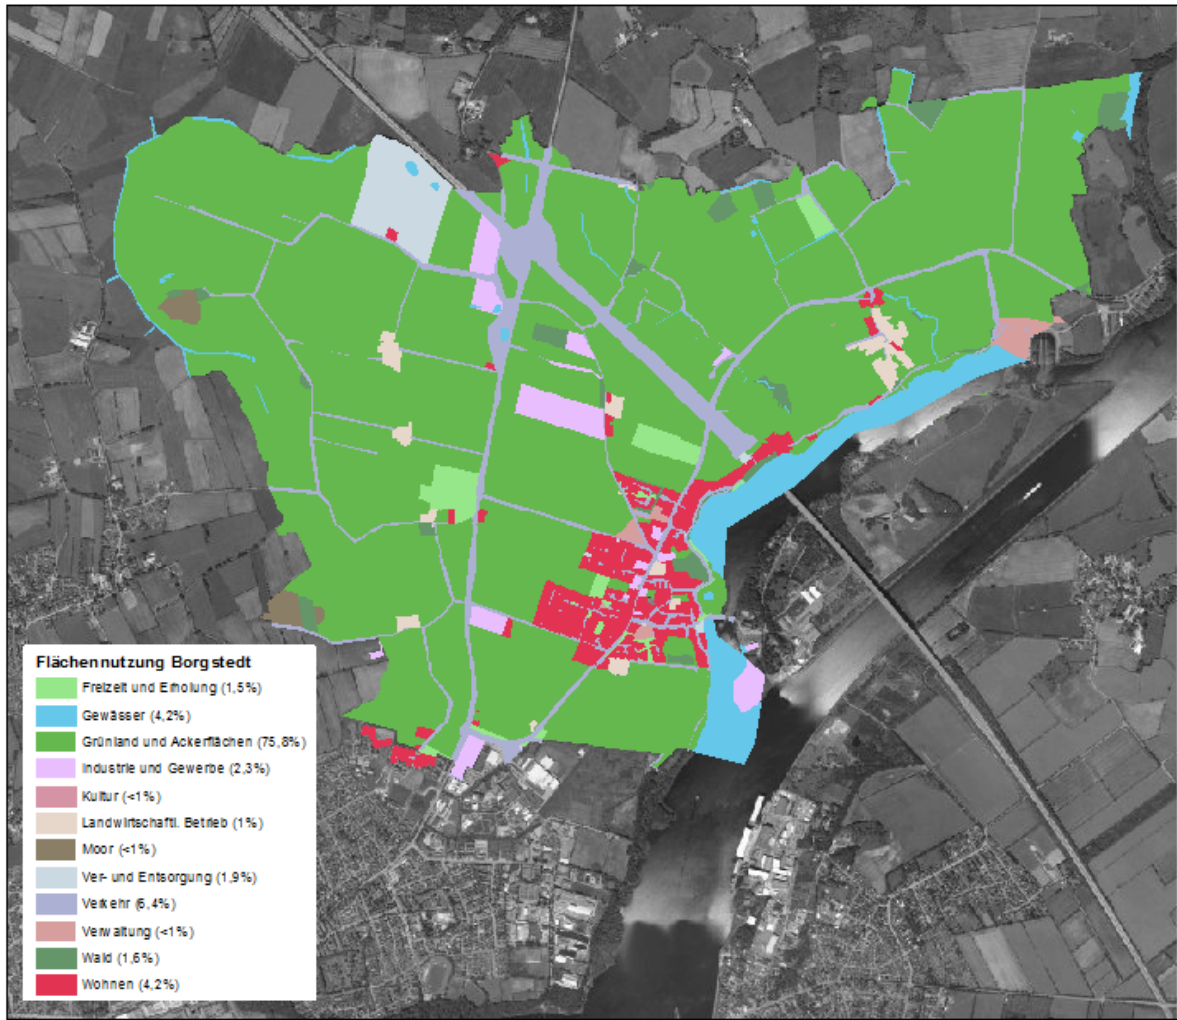 Flächennutzung Borgstedt
Freizeit und Erholung (1,5%)
Gewässer (4,2%)
Grünland und Ackerflächen (75,8%)
Industrie und Gewerbe (2,3%)
Kultur (<1%)
Landwirtschaftl. Betrieb (1%)
Moor (<1%)
Ver- und Entsorgung (1,9%)
Verkehr (6,4%)
Verwaltung (<1%)
Wald (1,6%)
Wohnen (4,2%)